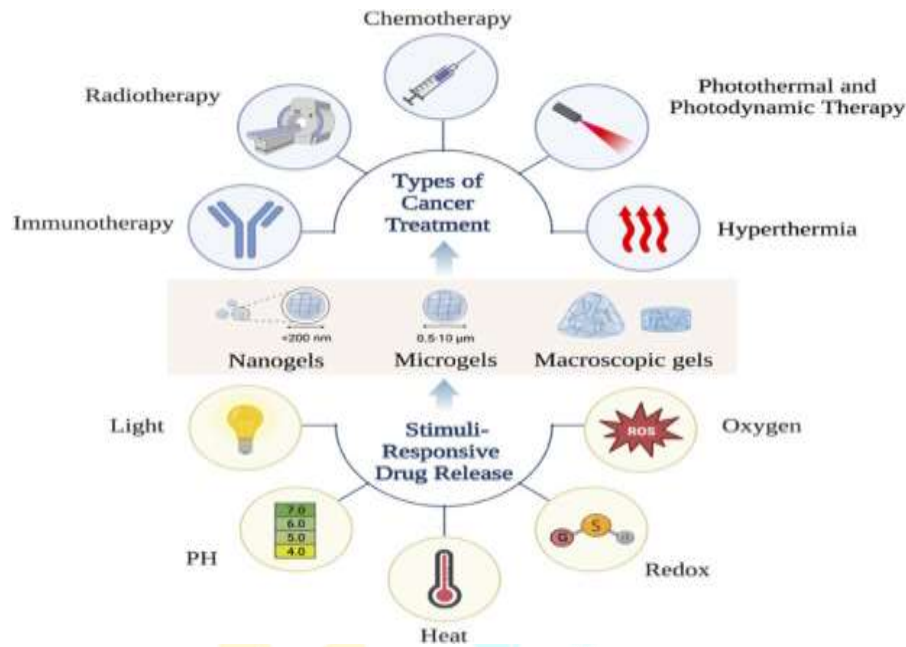 Chemotherapy
Radiotherapy
Photothermal and
Photodynamic Therapy
Types of
Cancer
Treatment
Immunotherapy
Hyperthermia
<200 nm
0.5-10 µm
Nanogels
Microgels
Macroscopic gels
Light
Stimuli-
Responsive
Drug Release
ROS
Oxygen
7.0
6.0
5.0
4.0
PH
G
S
Redox
Heat